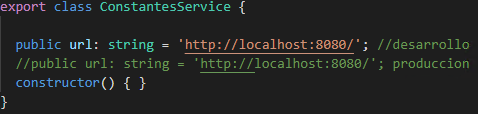 export class ConstantesService {
public url: string = 'http://localhost:8080/'; //desarrollo
//public url: string = 'http://localhost:8080/'; produccion
constructor() { }
}